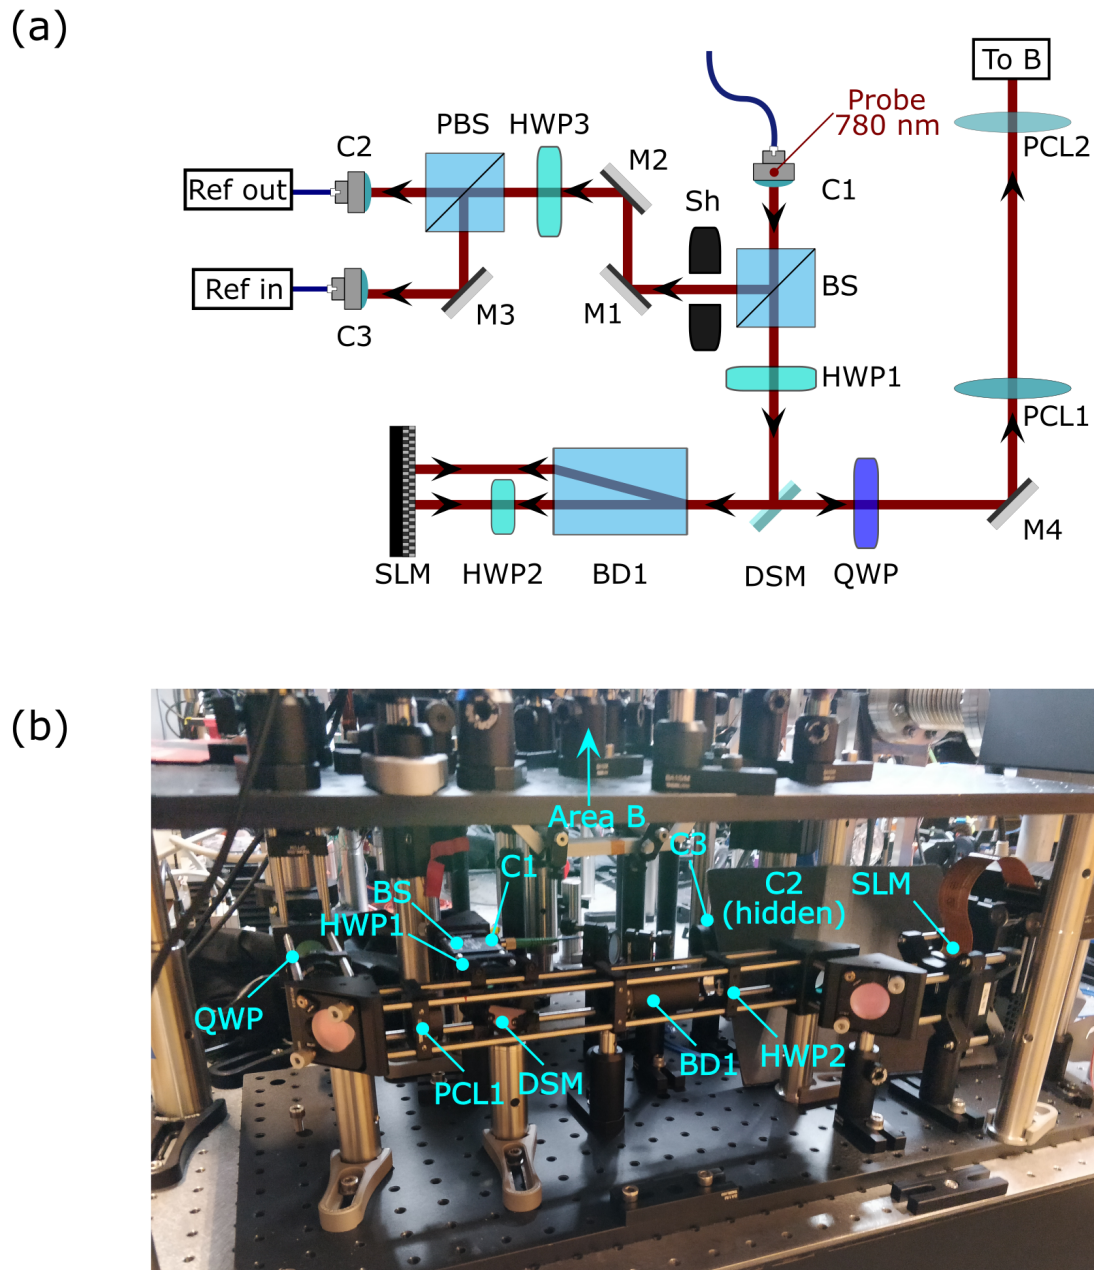 (a)
To B
Probe
780 nm
PBS
HWP3
C2
M2
PCL2
Ref out
Sh
C1
Ref in
M3
M1
BS
C3
HWP1
PCL1
M4
SLM
HWP2
BD1
DSM
QWP
(b)
Area B
C3
C1
C2
(hidden)
SLM
BS
HWP1
QWP
BD1
HWP2
PCL1
DSM